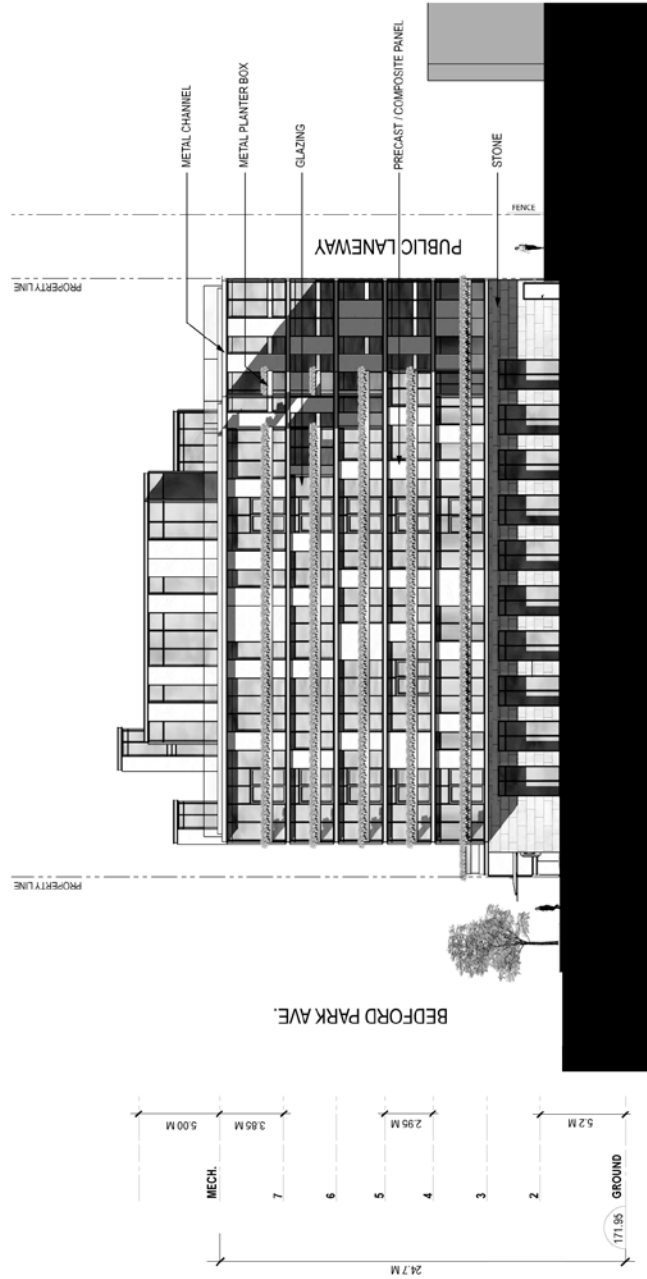 METAL CHANNEL
METAL PLANTER BOX
GLAZING
PRECAST / COMPOSITE PANEL
STONE
PROPERTY LINE
PUBLIC LANEWAY
FENCE
PROPERTY LINE
BEDFORD PARK AVE.
5.00 M
3.85 M
2.95 M
5.2 M
MECH.
7
6
5
4
3
2
GROUND
171.95
24.7 M